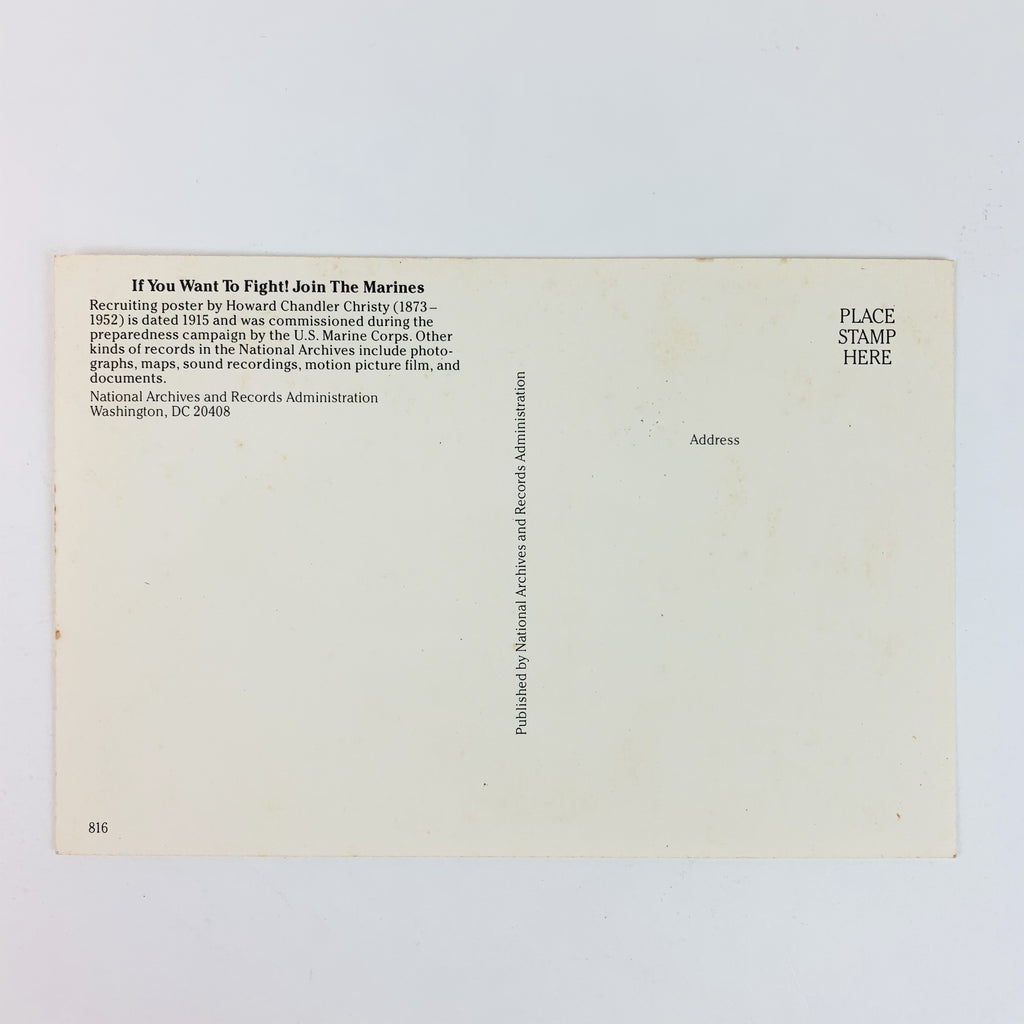 If You Want To Fight! Join The Marines
Recruiting poster by Howard Chandler Christy (1873–
1952) is dated 1915 and was commissioned during the
preparedness campaign by the U.S. Marine Corps. Other
kinds of records in the National Archives include photo-
graphs, maps, sound recordings, motion picture film, and
documents.
National Archives and Records Administration
Washington, DC 20408
816
Published by National Archives and Records Administration
PLACE
STAMP
HERE
Address